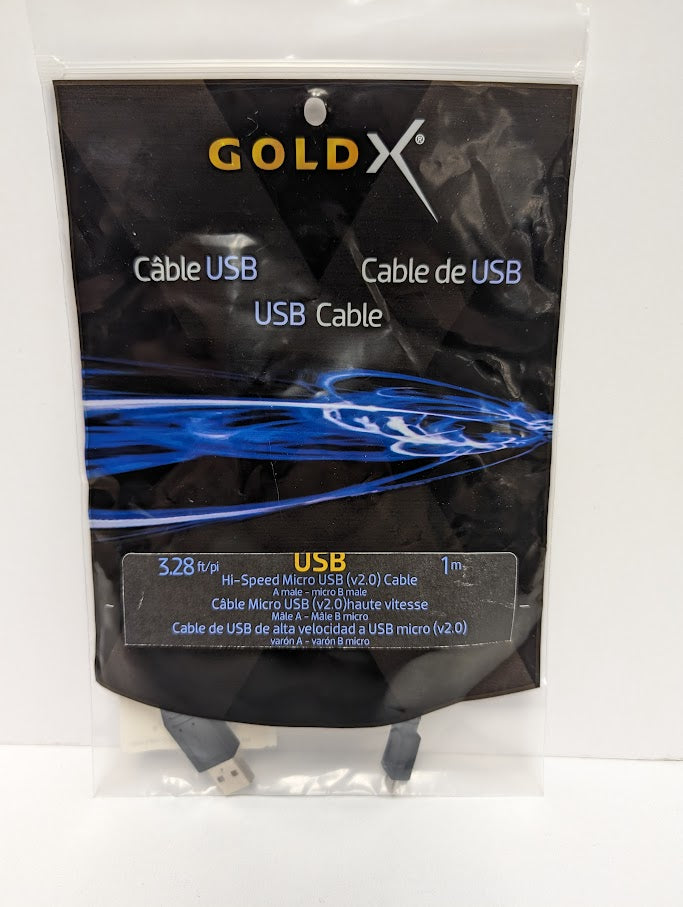 GOLDX®
Câble USB
Cable de USB
USB Cable
3.28 ft/pi
USB
1m
Hi-Speed Micro USB (v2.0) Cable
A male - micro B male
Câble Micro USB (v2.0)haute vitesse
Mâle A - Mâle B micro
Cable de USB de alta velocidad a USB micro (v2.0)
varón A - varón B micro